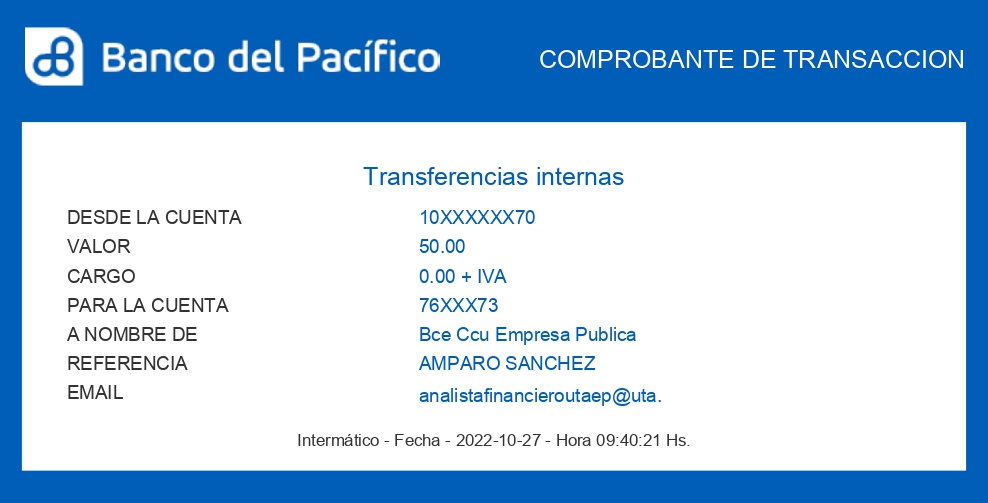 Banco del Pacífico
COMPROBANTE DE TRANSACCION
Transferencias internas
DESDE LA CUENTA 10XXXXXX70
VALOR 50.00
CARGO 0.00 + IVA
PARA LA CUENTA 76XXX73
A NOMBRE DE Bce Ccu Empresa Publica
REFERENCIA AMPARO SANCHEZ
EMAIL analistafinancieroutaep@uta.
Intermático - Fecha - 2022-10-27 - Hora 09:40:21 Hs.